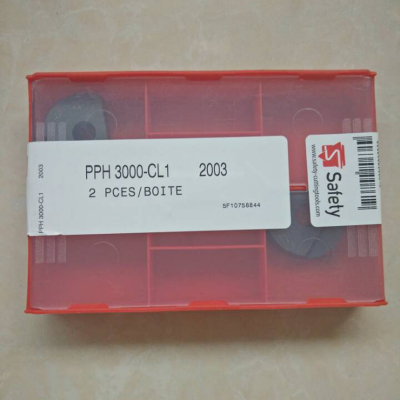 PPH 3000-CL1 2003
2 PCES/BOITE
SF10758844
PPH 3000-CL1 2003
Safety
www.safety-cuttingtools.com